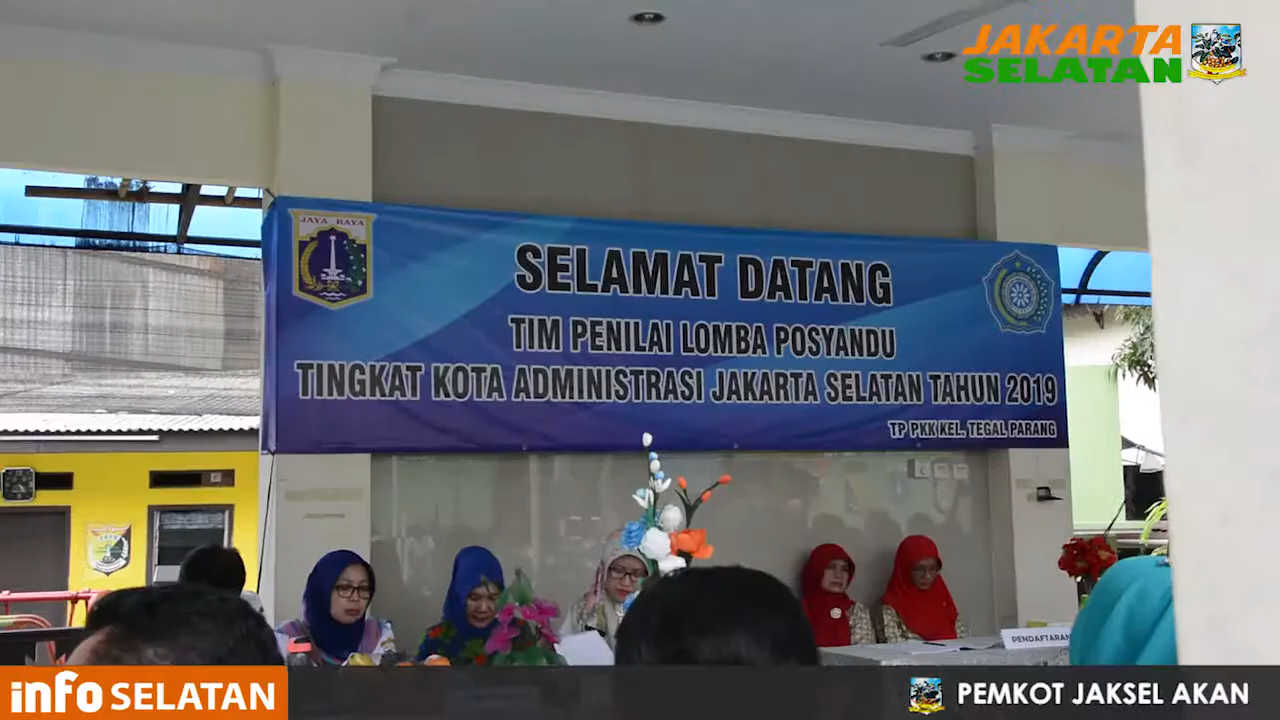 JAKARTA
SELATAN
JAYA RAYA
SELAMAT DATANG
TIM PENILAI LOMBA POSYANDU
TINGKAT KOTA ADMINISTRASI JAKARTA SELATAN TAHUN 2019
TP PKK KEL. TEGAL PARANG
PENDAFTARAN
info SELATAN
PEMKOT JAKSEL AKAN